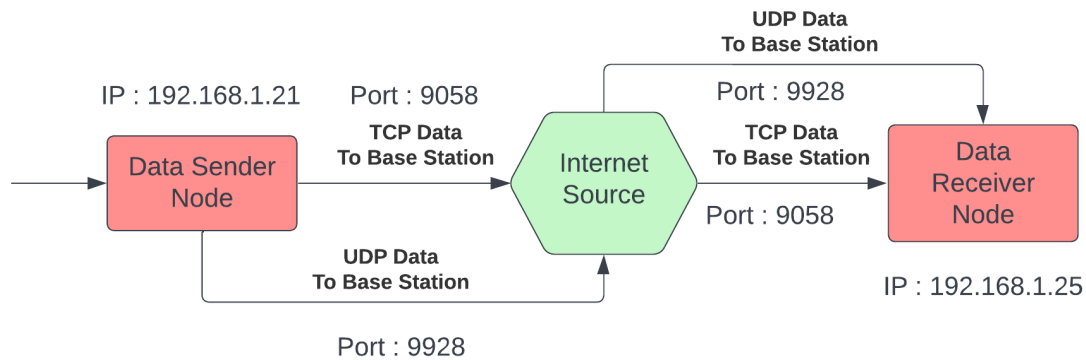 UDP Data
To Base Station
IP : 192.168.1.21
Port : 9058
Port : 9928
TCP Data
To Base Station
TCP Data
To Base Station
Data Sender
Node
Internet
Source
Data
Receiver
Node
Port : 9058
UDP Data
To Base Station
IP : 192.168.1.25
Port : 9928